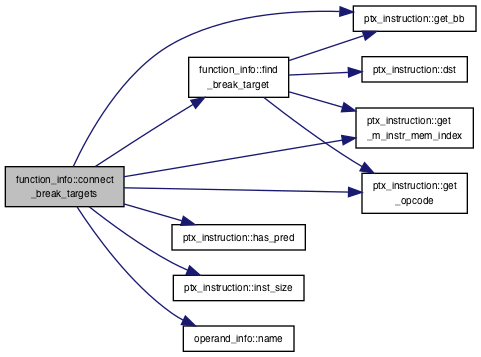 ptx_instruction::get_bb
function_info::find
_break_target
ptx_instruction::dst
ptx_instruction::get
_m_instr_mem_index
function_info::connect
_break_targets
ptx_instruction::get
_opcode
ptx_instruction::has_pred
ptx_instruction::inst_size
operand_info::name